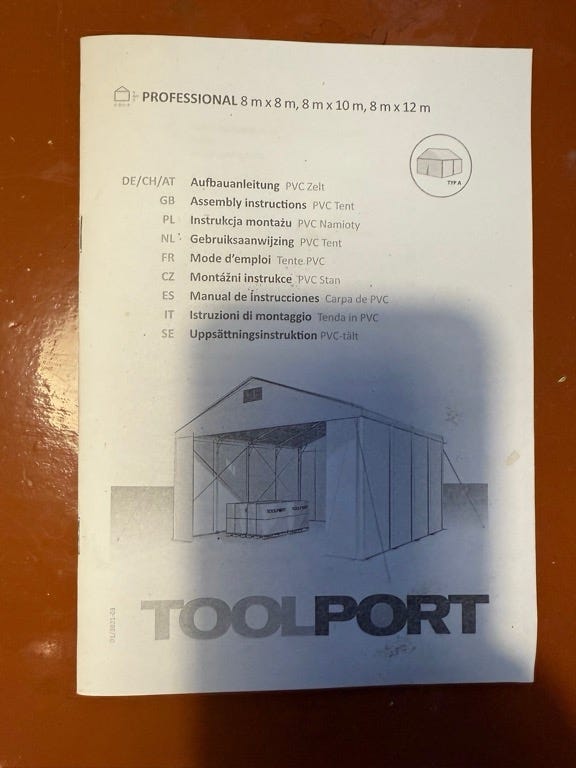 PROFESSIONAL 8 m x 8 m, 8 m x 10 m, 8 m x 12 m
TYP A
DE/CH/AT Aufbauanleitung PVC Zelt
GB Assembly instructions PVC Tent
PL Instrukcja montażu PVC Namioty
NL Gebruiksaanwijzing PVC Tent
FR Mode d'emploi Tente PVC
CZ Montážní instrukce PVC Stan
ES Manual de instrucciones Carpa de PVC
IT Istruzioni di montaggio Tenda in PVC
SE Uppsättningsinstruktion PVC-tält
TOOLPORT TOOLPORT
TOOLPORT